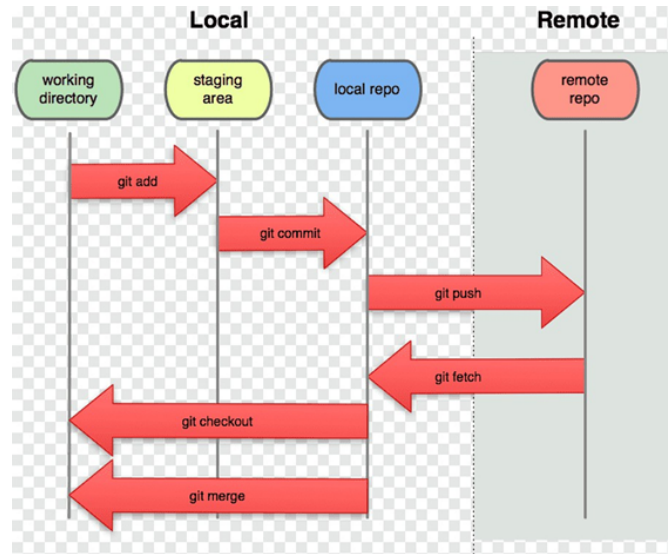 Local
Remote
working
directory
staging
area
local repo
remote
repo
git add
git commit
git push
git fetch
git checkout
git merge